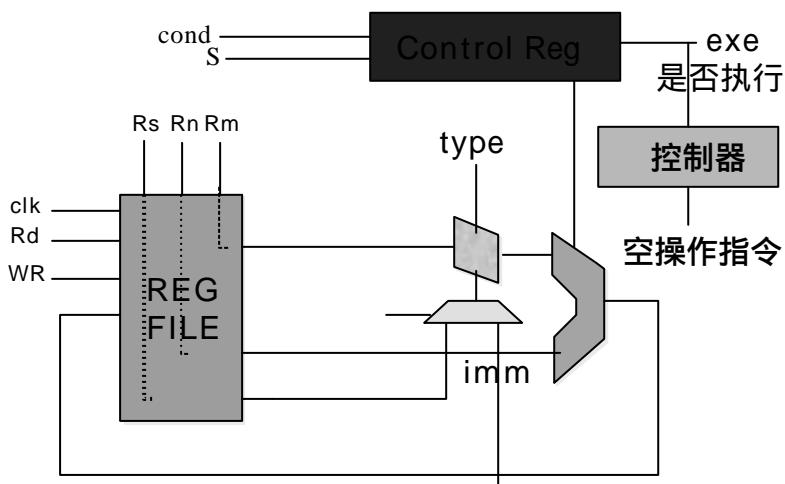 cond
S
Control Reg
exe
是否执行
Rs Rn Rm
type
控制器
clk
Rd
WR
空操作指令
REG
FILE
imm